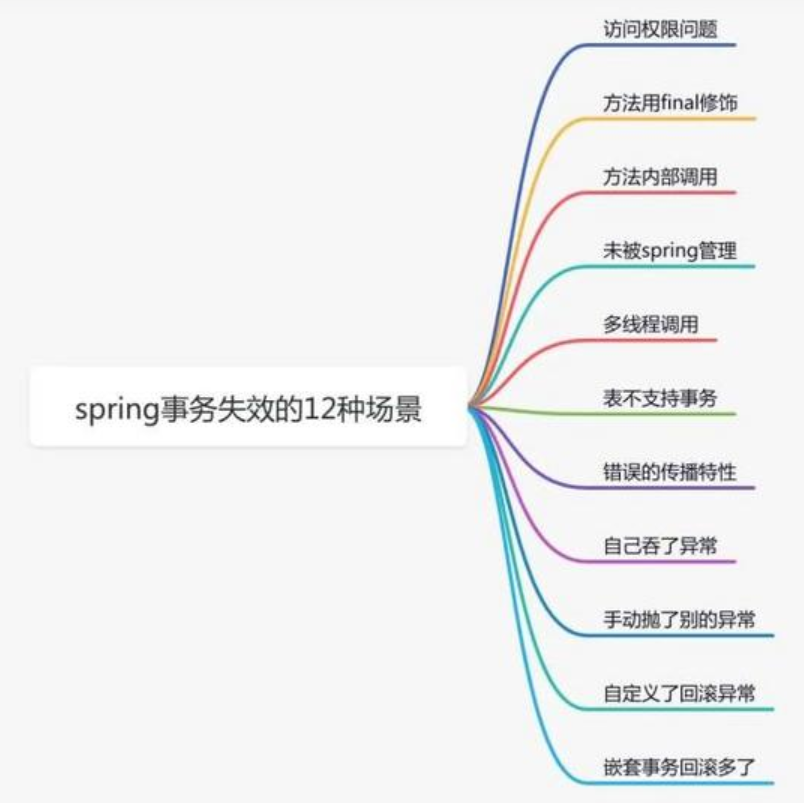 访问权限问题
方法用final修饰
方法内部调用
未被spring管理
多线程调用
spring事务失效的12种场景
表不支持事务
错误的传播特性
自己吞了异常
手动抛了别的异常
自定义了回滚异常
嵌套事务回滚多了